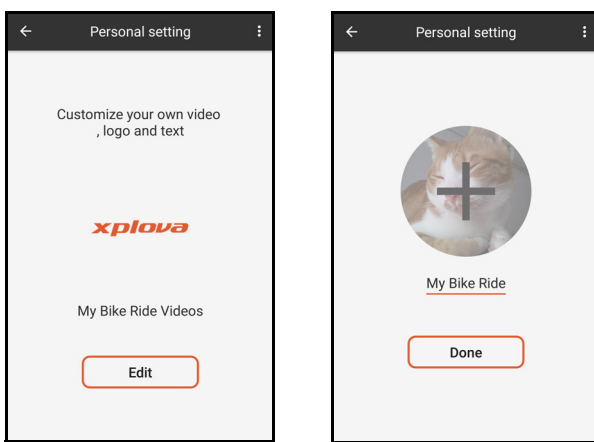 Personal setting
Customize your own video
, logo and text
xplova
My Bike Ride Videos
Edit
Personal setting
My Bike Ride
Done